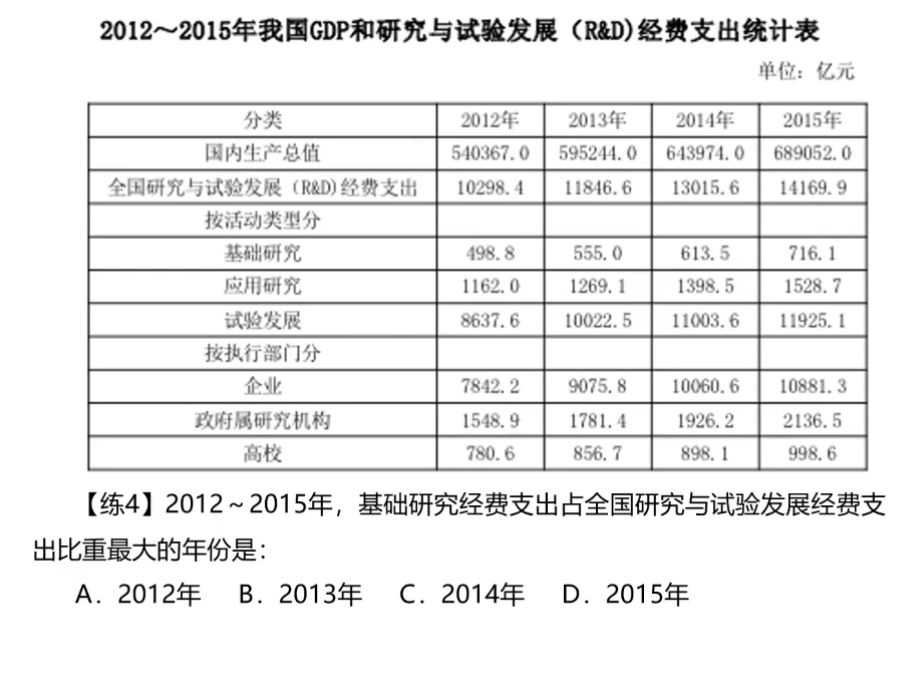 2012～2015年我国GDP和研究与试验发展（R&D)经费支出统计表
单位：亿元
分类 2012年 2013年 2014年 2015年
国内生产总值 540367.0 595244.0 643974.0 689052.0
全国研究与试验发展（R&D)经费支出 10298.4 11846.6 13015.6 14169.9
按活动类型分
基础研究 498.8 555.0 613.5 716.1
应用研究 1162.0 1269.1 1398.5 1528.7
试验发展 8637.6 10022.5 11003.6 11925.1
按执行部门分
企业 7842.2 9075.8 10060.6 10881.3
政府属研究机构 1548.9 1781.4 1926.2 2136.5
高校 780.6 856.7 898.1 998.6
【练4】2012～2015年，基础研究经费支出占全国研究与试验发展经费支
出比重最大的年份是：
A．2012年 B．2013年 C．2014年 D．2015年